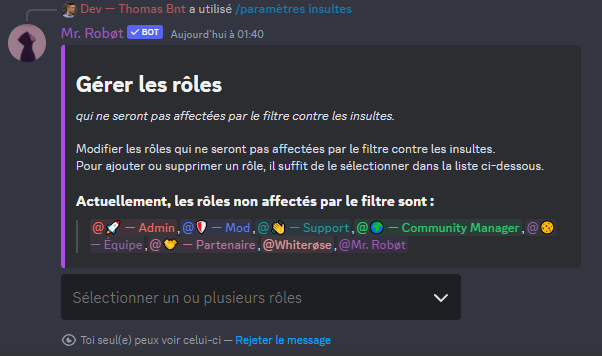 Dev — Thomas Bnt a utilisé /paramètres insultes
Mr. Robøt ✓ BOT Aujourd'hui à 01:40
Gérer les rôles
qui ne seront pas affectées par le filtre contre les insultes.
Modifier les rôles qui ne seront pas affectées par le filtre contre les insultes.
Pour ajouter ou supprimer un rôle, il suffit de le sélectionner dans la liste ci-dessous.
Actuellement, les rôles non affectés par le filtre sont :
@🚀 — Admin,@🛡️ — Mod,@👋 — Support,@🌍 — Community Manager,@🍪
— Équipe,@🤝 — Partenaire,@Whiterøse,@Mr. Robøt
Sélectionner un ou plusieurs rôles
Toi seul(e) peux voir celui-ci — Rejeter le message